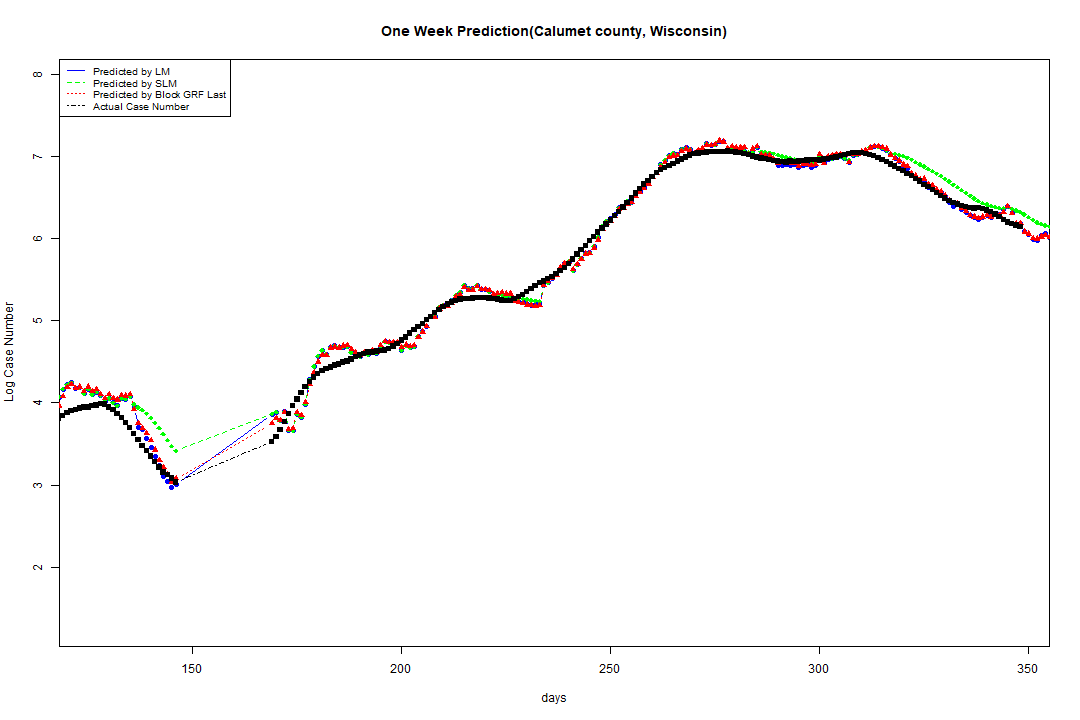 One Week Prediction(Calumet county, Wisconsin)
Predicted by LM
Predicted by SLM
Predicted by Block GRF Last
Actual Case Number
8
7
6
5
4
3
2
Log Case Number
150 200 250 300 350
days